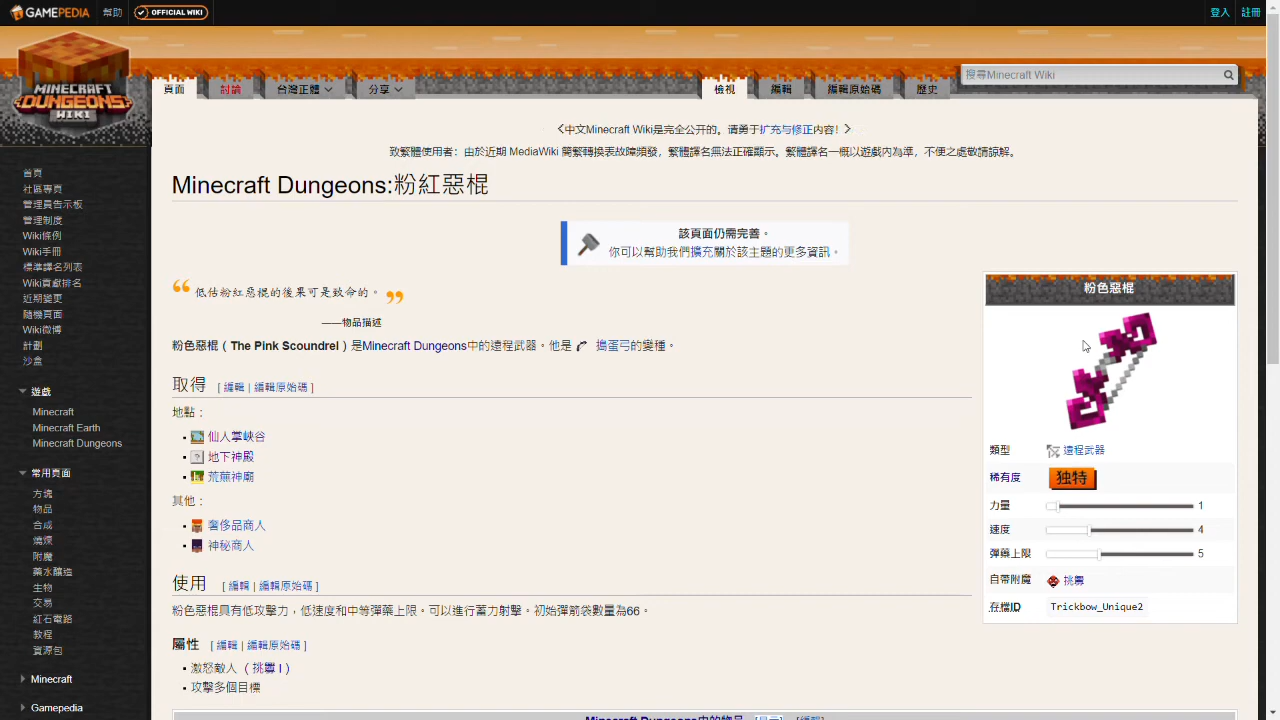 GAMEPEDIA 幫助 OFFICIAL WIKI 登入 註冊
MINECRAFT
DUNGEONS
WIKI
頁面 討論 台灣正體 分享 檢視 編輯 編輯原始碼 歷史 搜尋Minecraft Wiki
<中文Minecraft Wiki是完全公开的。请勇于扩充与修正内容！>
致繁體使用者：由於近期 MediaWiki 簡繁轉換表故障頻發，繁體譯名無法正確顯示。繁體譯名一概以遊戲內為準，不便之處敬請諒解。
Minecraft Dungeons:粉紅惡棍
該頁面仍需完善。
你可以幫助我們擴充關於該主題的更多資訊。
“低估粉紅惡棍的後果可是致命的。”
——物品描述
粉色惡棍（The Pink Scoundrel）是Minecraft Dungeons中的遠程武器。他是 搗蛋弓的變種。
取得 [ 編輯 | 編輯原始碼 ]
地點：
仙人掌峽谷
地下神殿
荒蕪神廟
其他：
奢侈品商人
神秘商人
使用 [ 編輯 | 編輯原始碼 ]
粉色惡棍具有低攻擊力，低速度和中等彈藥上限。可以進行蓄力射擊。初始彈箭袋數量為66。
屬性 [ 編輯 | 編輯原始碼 ]
激怒敵人（挑釁 I）
攻擊多個目標
Minecraft Dungeons中的物品 [顯示] [編輯]
粉色惡棍
類型 遠程武器
稀有度 独特
力量 1
速度 4
彈藥上限 5
自帶附魔 挑釁
存檔ID Trickbow_Unique2
首頁
社區專頁
管理員告示板
管理制度
Wiki條例
Wiki手冊
標準譯名列表
Wiki貢獻排名
近期變更
隨機頁面
Wiki微博
計劃
沙盒
遊戲
Minecraft
Minecraft Earth
Minecraft Dungeons
常用頁面
方塊
物品
合成
燒煉
附魔
藥水釀造
生物
交易
紅石電路
教程
資源包
Minecraft
Gamepedia